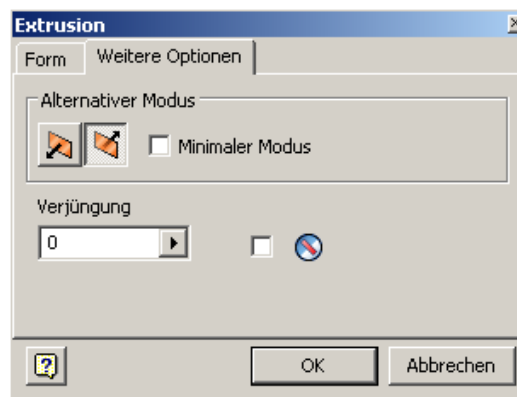 Extrusion
Form
Weitere Optionen
Alternativer Modus
Minimaler Modus
Verjüngung
0
OK
Abbrechen